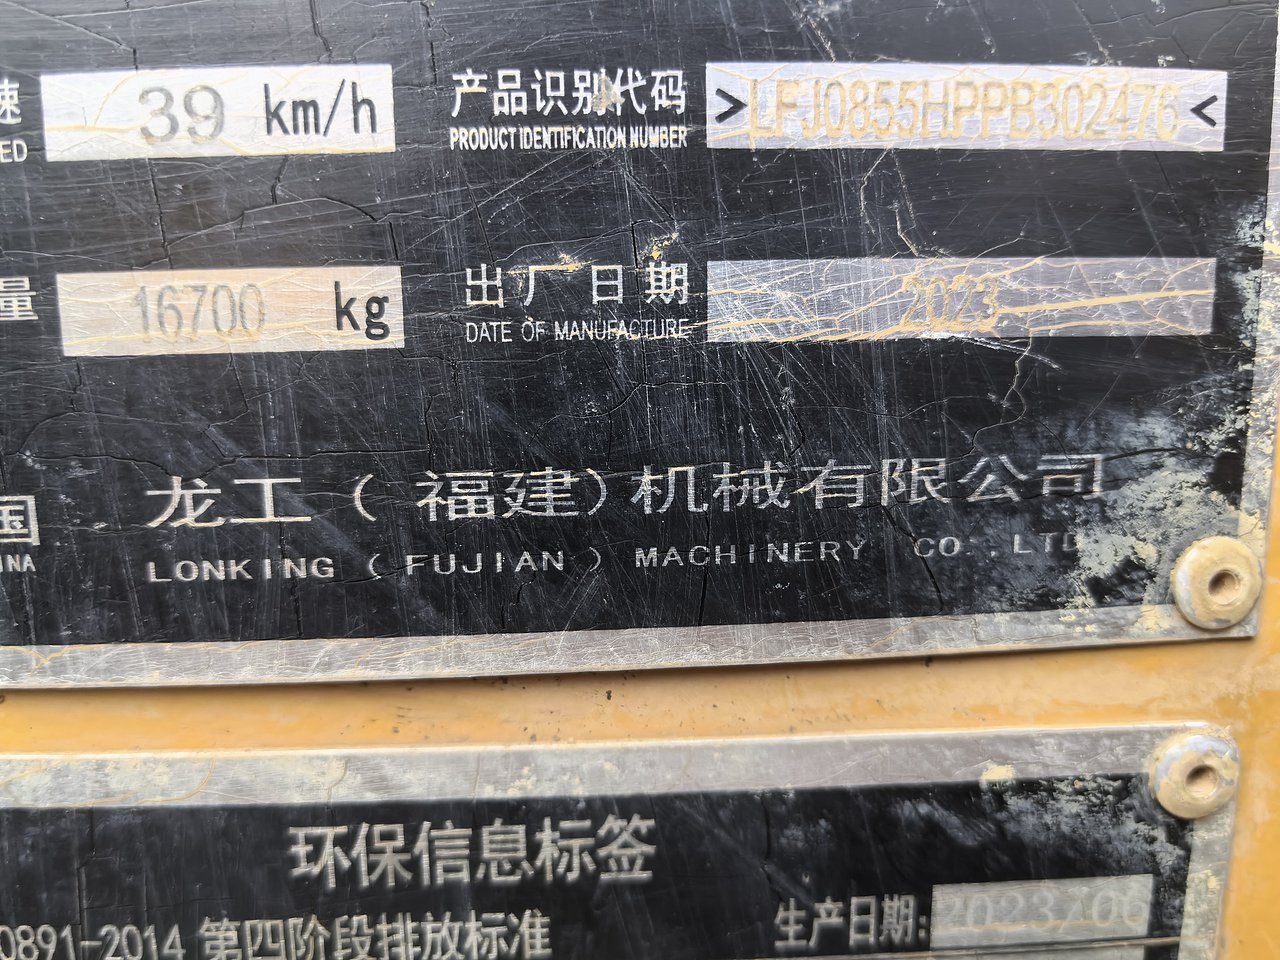 速 39 km/h 产品识别代码 >LFJ0855HPPB302476<
ED PRODUCT IDENTIFICATION NUMBER
量 16700 kg 出厂日期 2023
DATE OF MANUFACTURE
国 龙工（福建）机械有限公司
INA LONKING (FUJIAN) MACHINERY CO.,LTD
环保信息标签
0891-2014 第四阶段排放标准 生产日期: 2023/06